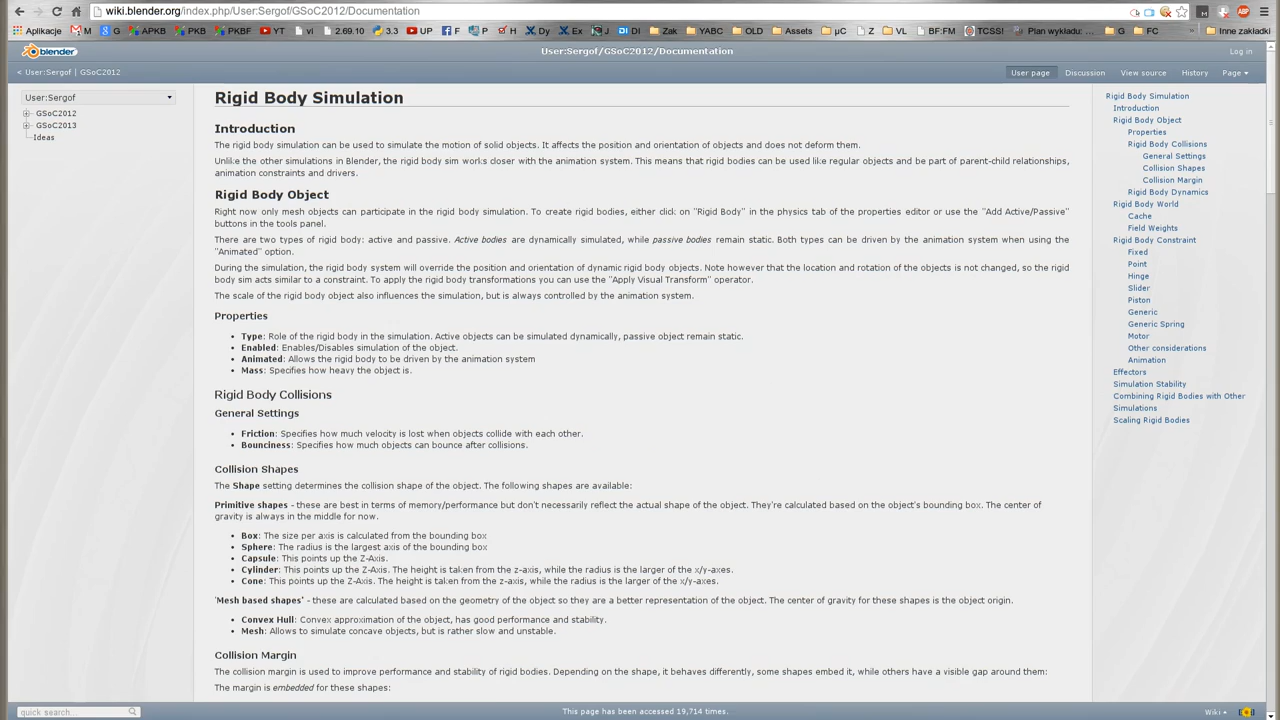 wiki.blender.org/index.php/User:Sergof/GSoC2012/Documentation
Aplikacje M G APKB PKB PKBF YT vi 2.69.10 3.3 UP F P H Dy Ex J DI Zak YABC OLD Assets µC Z VL BF:FM TCSS! Plan wykładu: G FC Inne zakładki
blender
User:Sergof/GSoC2012/Documentation
Log in
< User:Sergof | GSoC2012
User page Discussion View source History Page
User:Sergof
GSoC2012
GSoC2013
Ideas
Rigid Body Simulation
Introduction
The rigid body simulation can be used to simulate the motion of solid objects. It affects the position and orientation of objects and does not deform them.
Unlike the other simulations in Blender, the rigid body sim works closer with the animation system. This means that rigid bodies can be used like regular objects and be part of parent-child relationships,
animation constraints and drivers.
Rigid Body Object
Right now only mesh objects can participate in the rigid body simulation. To create rigid bodies, either click on "Rigid Body" in the physics tab of the properties editor or use the "Add Active/Passive"
buttons in the tools panel.
There are two types of rigid body: active and passive. Active bodies are dynamically simulated, while passive bodies remain static. Both types can be driven by the animation system when using the
"Animated" option.
During the simulation, the rigid body system will override the position and orientation of dynamic rigid body objects. Note however that the location and rotation of the objects is not changed, so the rigid
body sim acts similar to a constraint. To apply the rigid body transformations you can use the "Apply Visual Transform" operator.
The scale of the rigid body object also influences the simulation, but is always controlled by the animation system.
Properties
Type: Role of the rigid body in the simulation. Active objects can be simulated dynamically, passive object remain static.
Enabled: Enables/Disables simulation of the object.
Animated: Allows the rigid body to be driven by the animation system
Mass: Specifies how heavy the object is.
Rigid Body Collisions
General Settings
Friction: Specifies how much velocity is lost when objects collide with each other.
Bounciness: Specifies how much objects can bounce after collisions.
Collision Shapes
The Shape setting determines the collision shape of the object. The following shapes are available:
Primitive shapes - these are best in terms of memory/performance but don't necessarily reflect the actual shape of the object. They're calculated based on the object's bounding box. The center of
gravity is always in the middle for now.
Box: The size per axis is calculated from the bounding box
Sphere: The radius is the largest axis of the bounding box
Capsule: This points up the Z-Axis.
Cylinder: This points up the Z-Axis. The height is taken from the z-axis, while the radius is the larger of the x/y-axes.
Cone: This points up the Z-Axis. The height is taken from the z-axis, while the radius is the larger of the x/y-axes.
'Mesh based shapes' - these are calculated based on the geometry of the object so they are a better representation of the object. The center of gravity for these shapes is the object origin.
Convex Hull: Convex approximation of the object, has good performance and stability.
Mesh: Allows to simulate concave objects, but is rather slow and unstable.
Collision Margin
The collision margin is used to improve performance and stability of rigid bodies. Depending on the shape, it behaves differently, some shapes embed it, while others have a visible gap around them:
The margin is embedded for these shapes:
Rigid Body Simulation
Introduction
Rigid Body Object
Properties
Rigid Body Collisions
General Settings
Collision Shapes
Collision Margin
Rigid Body Dynamics
Rigid Body World
Cache
Field Weights
Rigid Body Constraint
Fixed
Point
Hinge
Slider
Piston
Generic
Generic Spring
Motor
Other considerations
Animation
Effectors
Simulation Stability
Combining Rigid Bodies with Other
Simulations
Scaling Rigid Bodies
quick search...
This page has been accessed 19,714 times.
Wiki